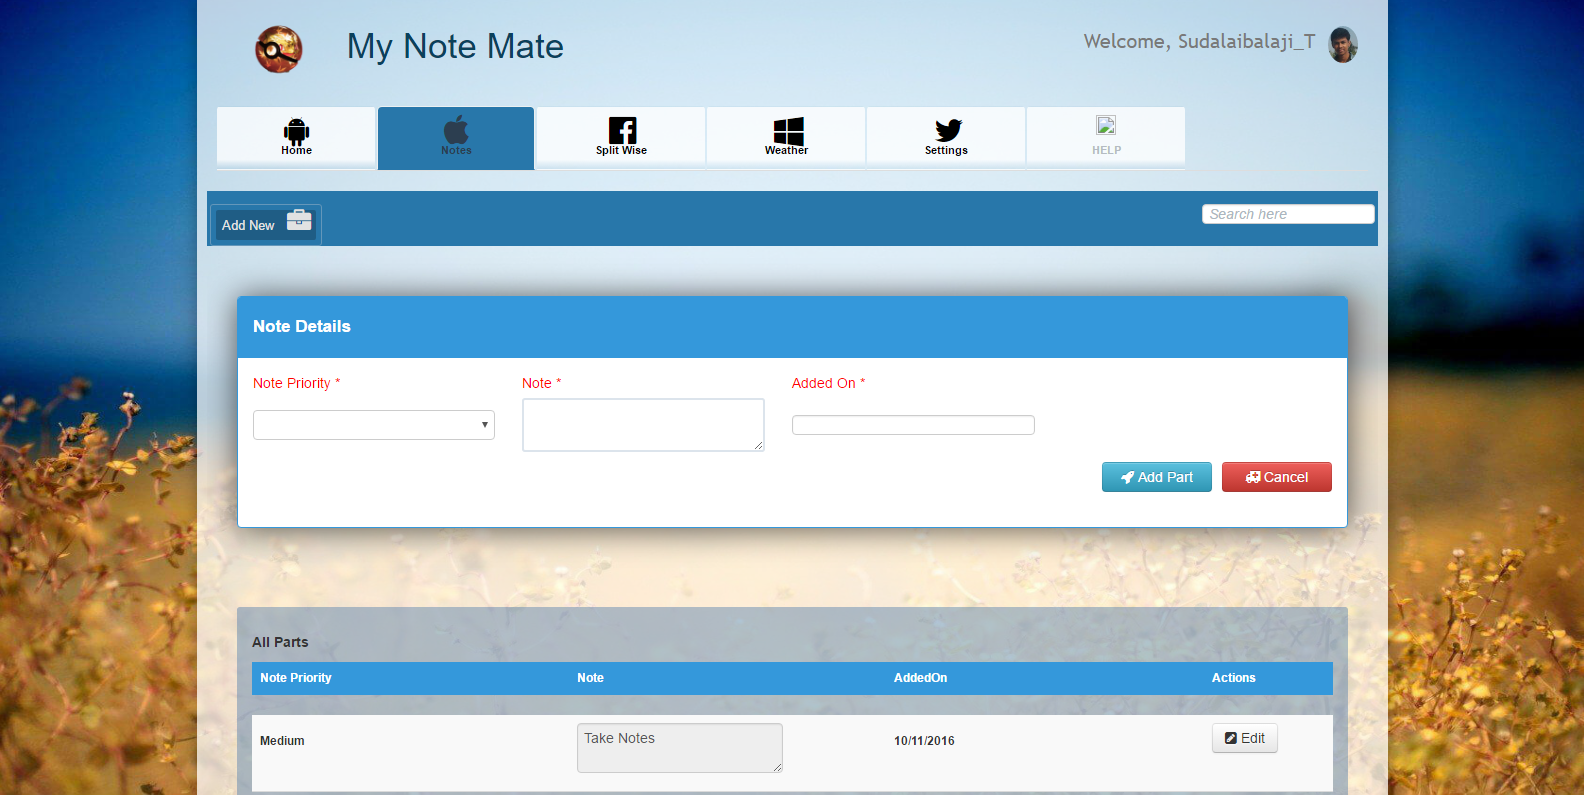 My Note Mate
Welcome, Sudalaibalaji_T
Home
Notes
Split Wise
Weather
Settings
HELP
Add New
Search here
Note Details
Note Priority *
Note *
Added On *
Add Part
Cancel
All Parts
Note Priority
Note
AddedOn
Actions
Medium
Take Notes
10/11/2016
Edit